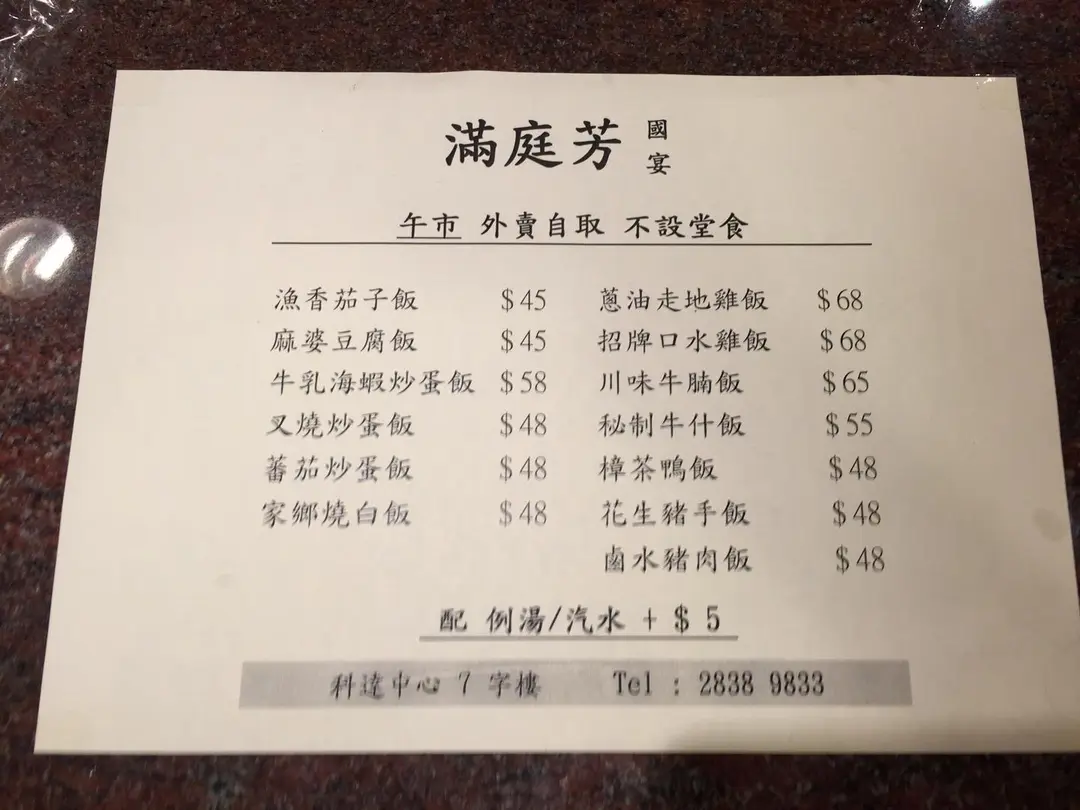 滿庭芳 國宴
午市 外賣自取 不設堂食
漁香茄子飯 $45 蔥油走地雞飯 $68
麻婆豆腐飯 $45 招牌口水雞飯 $68
牛乳海蝦炒蛋飯 $58 川味牛腩飯 $65
叉燒炒蛋飯 $48 秘制牛什飯 $55
蕃茄炒蛋飯 $48 樟茶鴨飯 $48
家鄉燒白飯 $48 花生豬手飯 $48
鹵水豬肉飯 $48
配 例湯/汽水 + $ 5
科達中心 7 字樓 Tel : 2838 9833